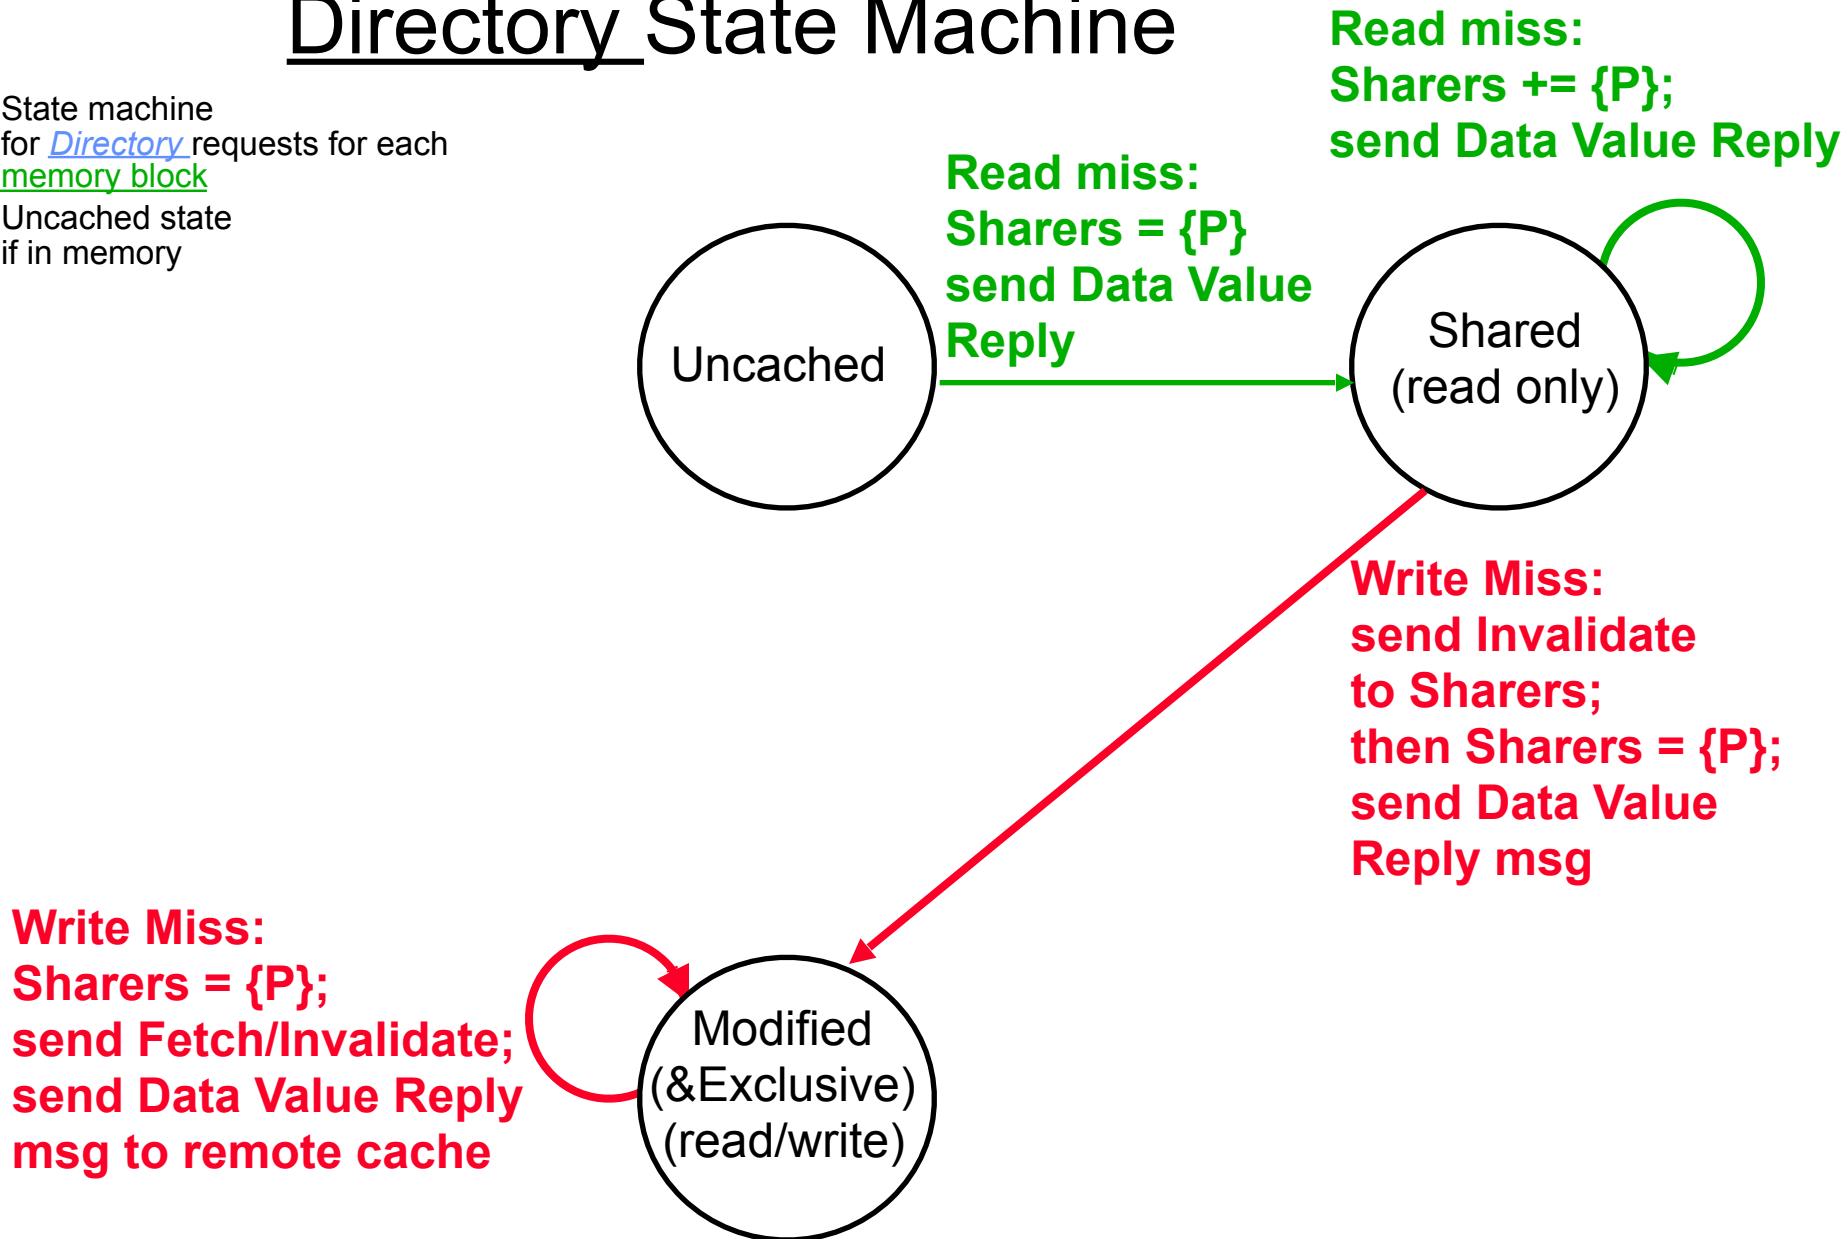 Directory State Machine
State machine
for Directory requests for each
memory block
Uncached state
if in memory
Read miss:
Sharers = {P}
send Data Value
Reply
Read miss:
Sharers += {P};
send Data Value Reply
Uncached
Shared
(read only)
Write Miss:
send Invalidate
to Sharers;
then Sharers = {P};
send Data Value
Reply msg
Write Miss:
Sharers = {P};
send Fetch/Invalidate;
send Data Value Reply
msg to remote cache
Modified
(&Exclusive)
(read/write)